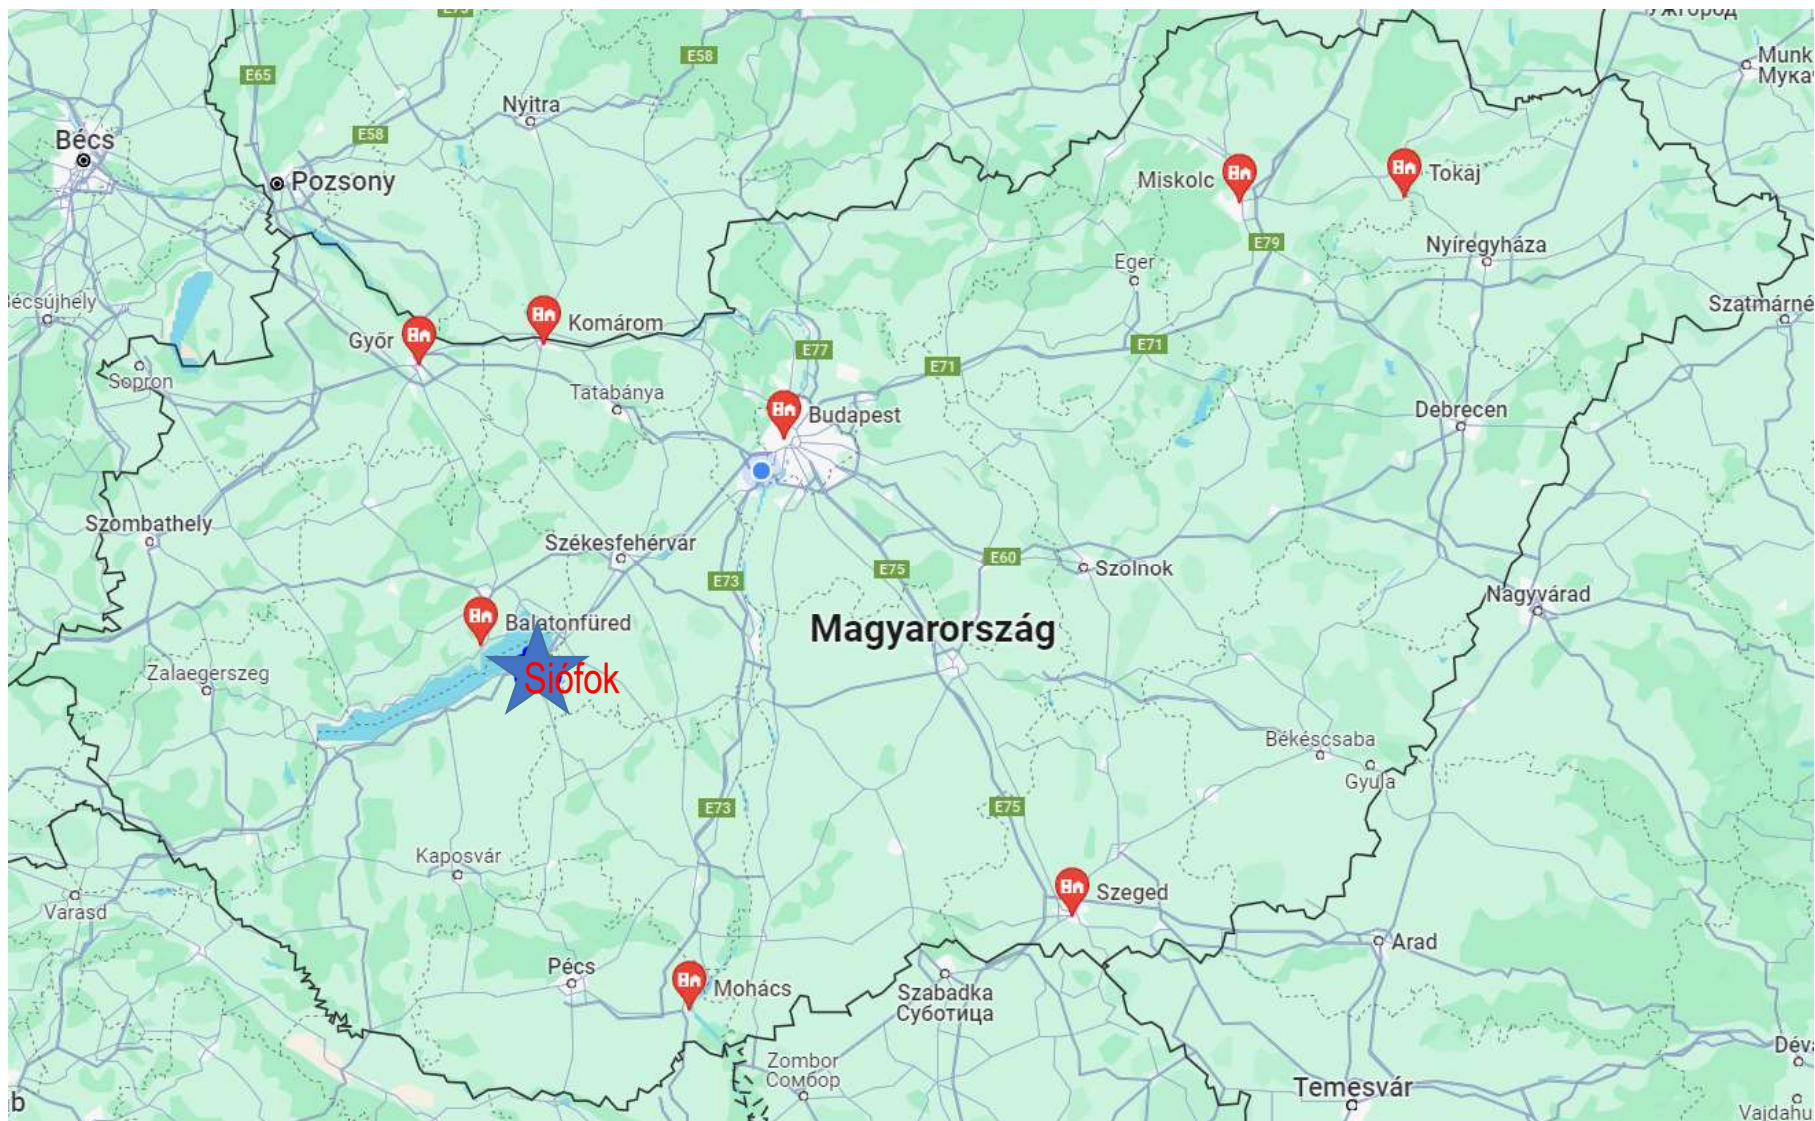 E75
E58
Ужгород
E65
Munk
Мука
Nyitra
E58
Bécs
Pozsony
Miskolc
Tokaj
E79
Nyíregyháza
Eger
Bécsújhely
Szatmárné
Győr
Komárom
E77
E71
E71
Sopron
Tatabánya
Budapest
Debrecen
Szombathely
Székesfehérvár
E73
E75
E60
Szolnok
Nagyvárad
Balatonfüred
Magyarország
Siófok
Zalaegerszeg
Békéscsaba
Gyula
E73
E75
Kaposvár
Szeged
Varasd
Arad
Pécs
Mohács
Szabadka
Суботица
Zombor
Сомбор
Déva
Temesvár
b
Vajdahu